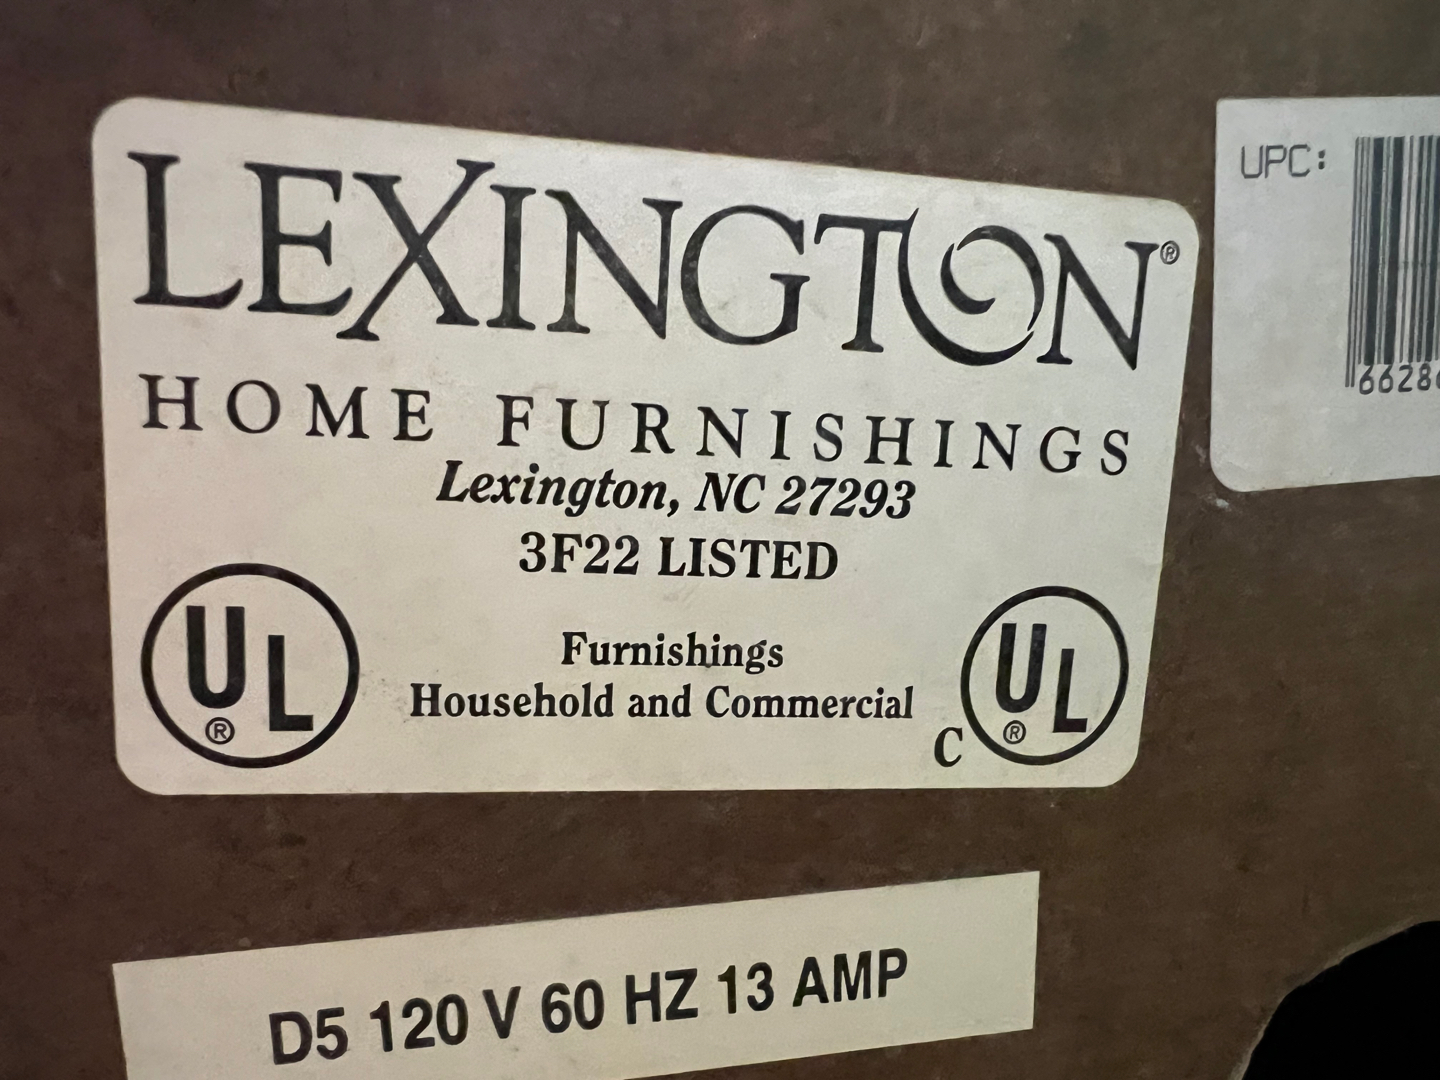 LEXINGTON®
HOME FURNISHINGS
Lexington, NC 27293
3F22 LISTED
Furnishings
Household and Commercial
UL®
C UL®
UPC:
6628
D5 120 V 60 HZ 13 AMP